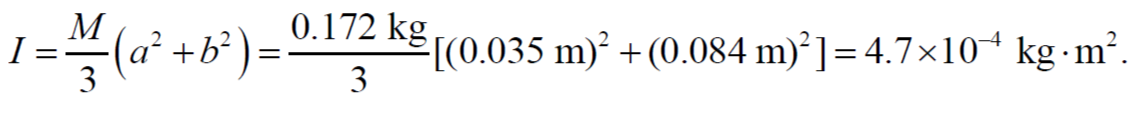 I = M/3 (a² + b²) = 0.172 kg/3 [(0.035 m)² + (0.084 m)²] = 4.7×10⁻⁴ kg·m².